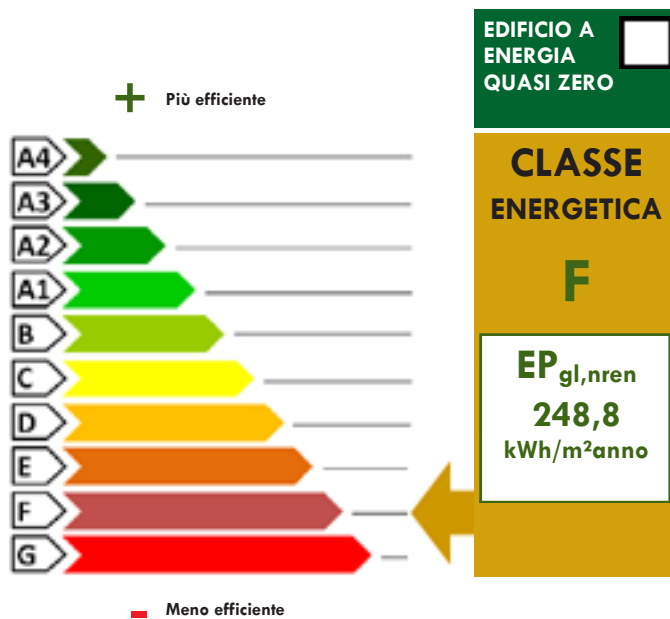 EDIFICIO A
ENERGIA
QUASI ZERO
+ Più efficiente
A4
A3
A2
A1
B
C
D
E
F
G
- Meno efficiente
CLASSE
ENERGETICA
F
EPgl,nren
248,8
kWh/m²anno